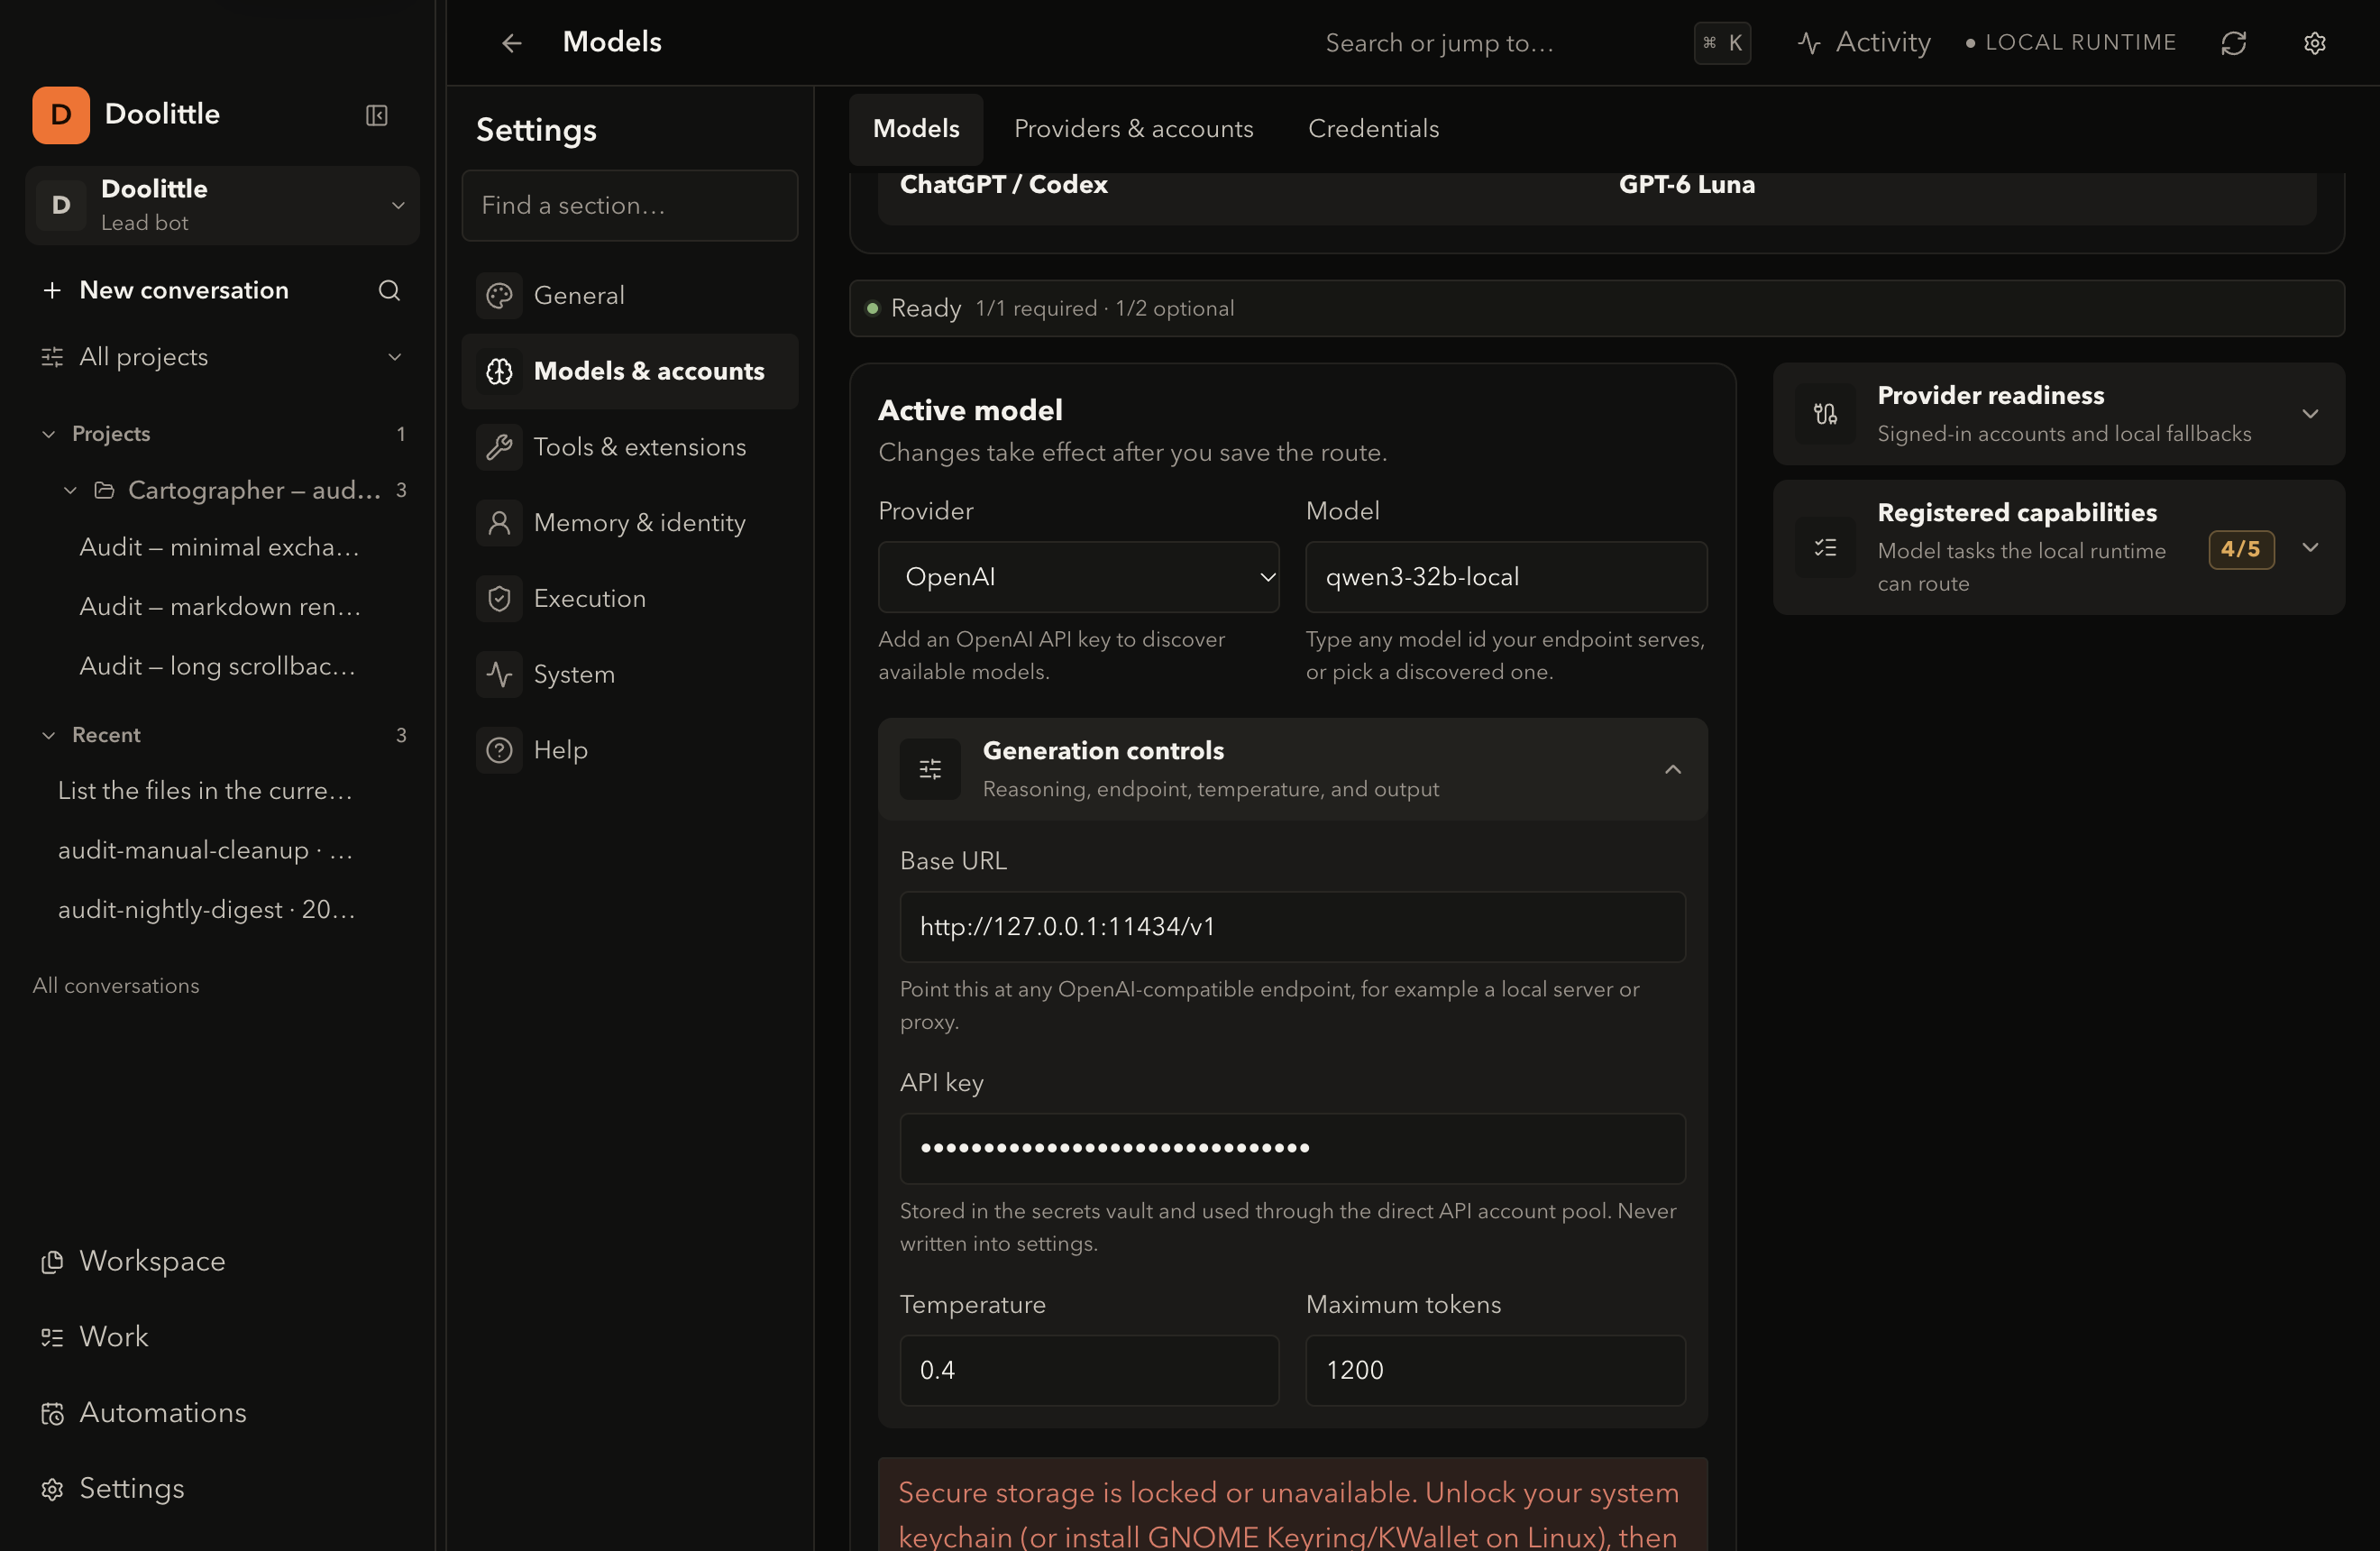 D Doolittle
D Doolittle
Lead bot
New conversation
All projects
Projects 1
Cartographer – aud... 3
Audit – minimal excha...
Audit – markdown ren...
Audit – long scrollbac...
Recent 3
List the files in the curre...
audit-manual-cleanup · ...
audit-nightly-digest · 20...
All conversations
Workspace
Work
Automations
Settings
Models
Search or jump to...
⌘ K
Activity
• LOCAL RUNTIME
Settings
Find a section...
General
Models & accounts
Tools & extensions
Memory & identity
Execution
System
Help
Models Providers & accounts Credentials
ChatGPT / Codex GPT-6 Luna
Ready 1/1 required · 1/2 optional
Active model
Changes take effect after you save the route.
Provider Model
OpenAI qwen3-32b-local
Add an OpenAI API key to discover
available models.
Type any model id your endpoint serves,
or pick a discovered one.
Generation controls
Reasoning, endpoint, temperature, and output
Base URL
http://127.0.0.1:11434/v1
Point this at any OpenAI-compatible endpoint, for example a local server or
proxy.
API key
•••••••••••••••••••••••••••••••
Stored in the secrets vault and used through the direct API account pool. Never
written into settings.
Temperature Maximum tokens
0.4 1200
Secure storage is locked or unavailable. Unlock your system
keychain (or install GNOME Keyring/KWallet on Linux), then
Provider readiness
Signed-in accounts and local fallbacks
Registered capabilities
Model tasks the local runtime
can route
4/5